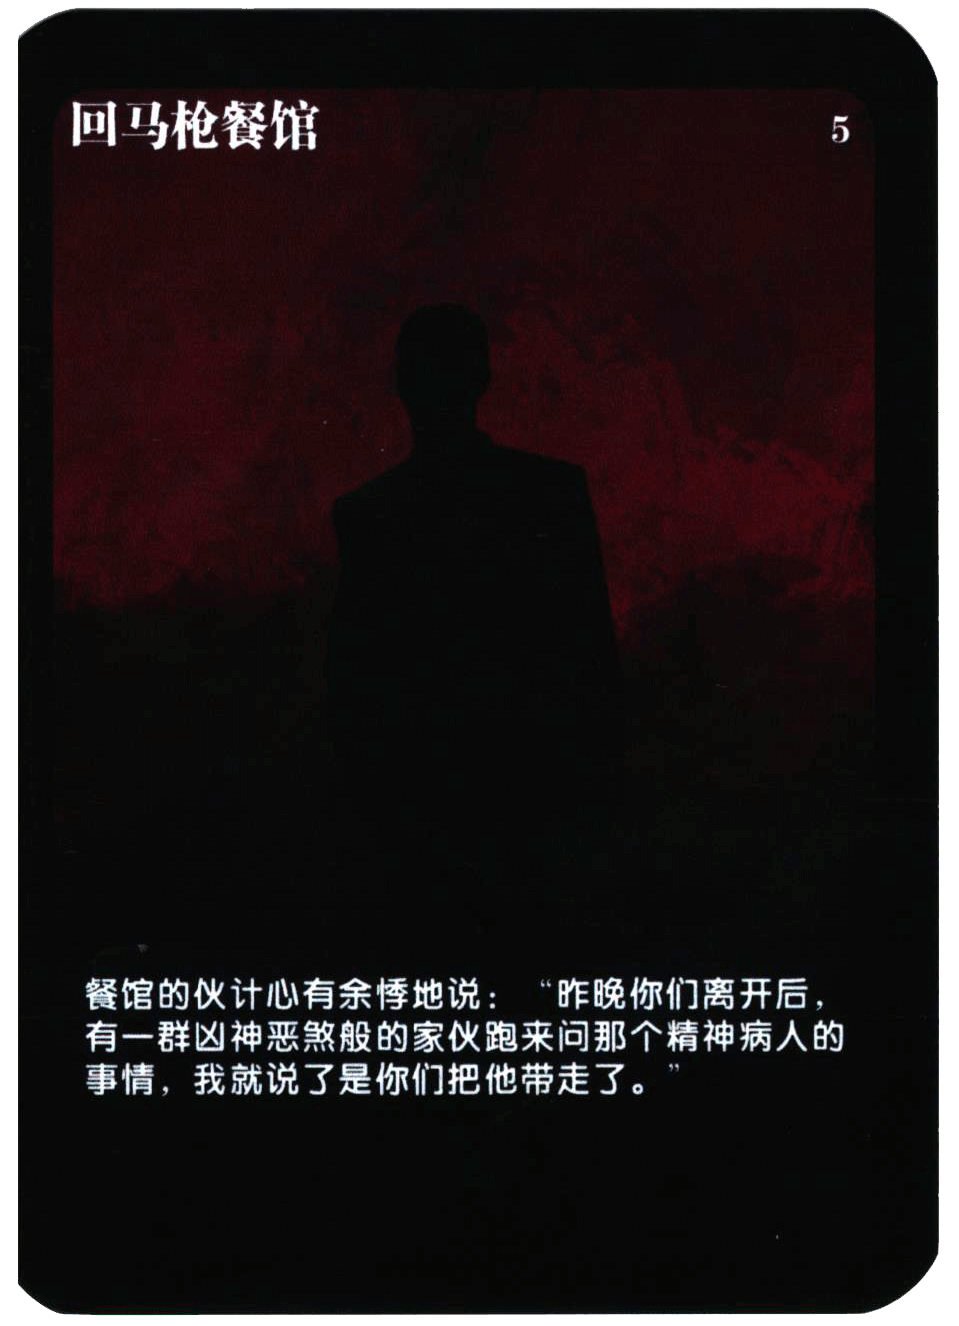 回马枪餐馆
5
餐馆的伙计心有余悸地说：“昨晚你们离开后，
有一群凶神恶煞般的家伙跑来问那个精神病人的
事情，我就说了是你们把他带走了。”